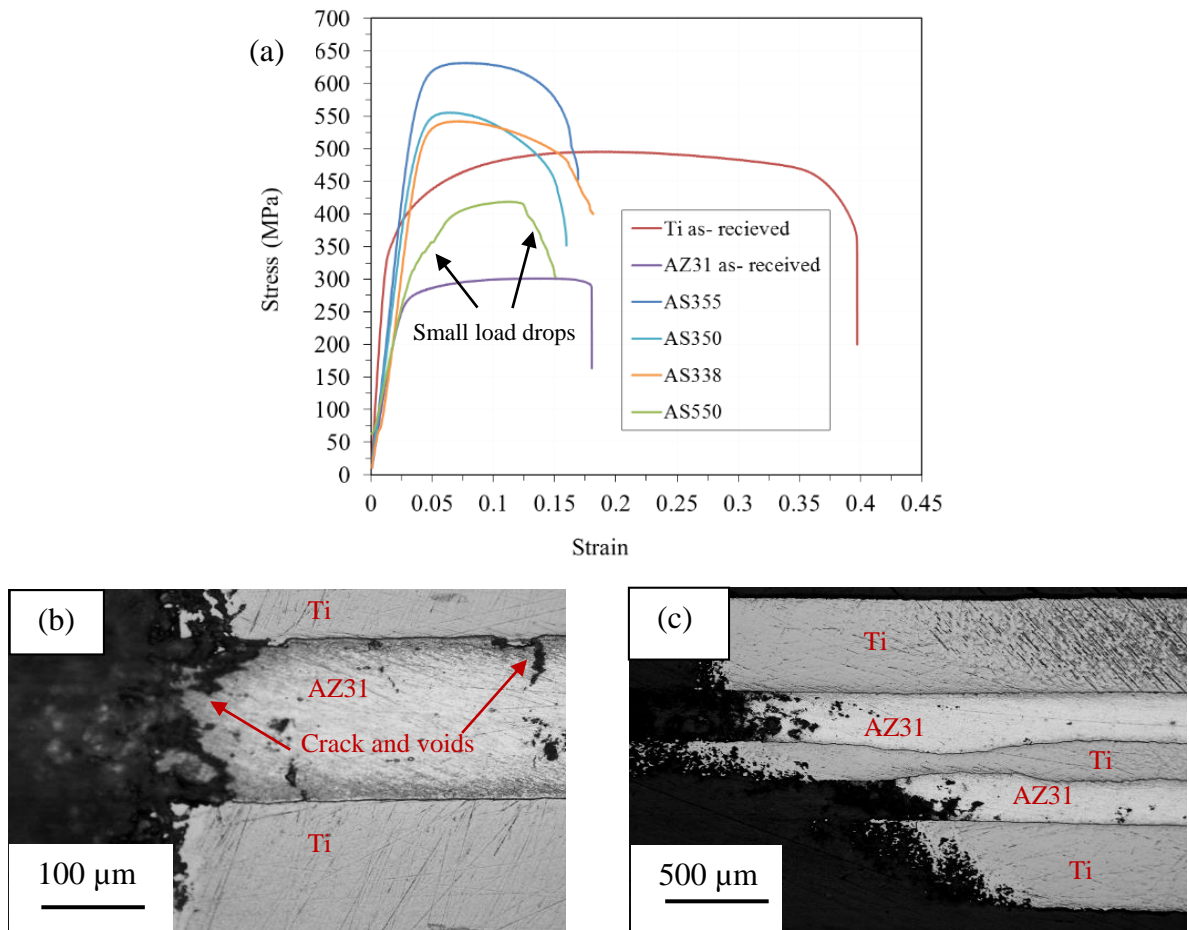 (a)
700
650
600
550
500
450
400
350
300
250
200
150
100
50
0
Stress (MPa)
0 0.05 0.1 0.15 0.2 0.25 0.3 0.35 0.4 0.45
Strain
Small load drops
Ti as- recieved
AZ31 as- received
AS355
AS350
AS338
AS550
(b)
Ti
AZ31
Crack and voids
Ti
100 µm
(c)
Ti
AZ31
Ti
AZ31
Ti
500 µm